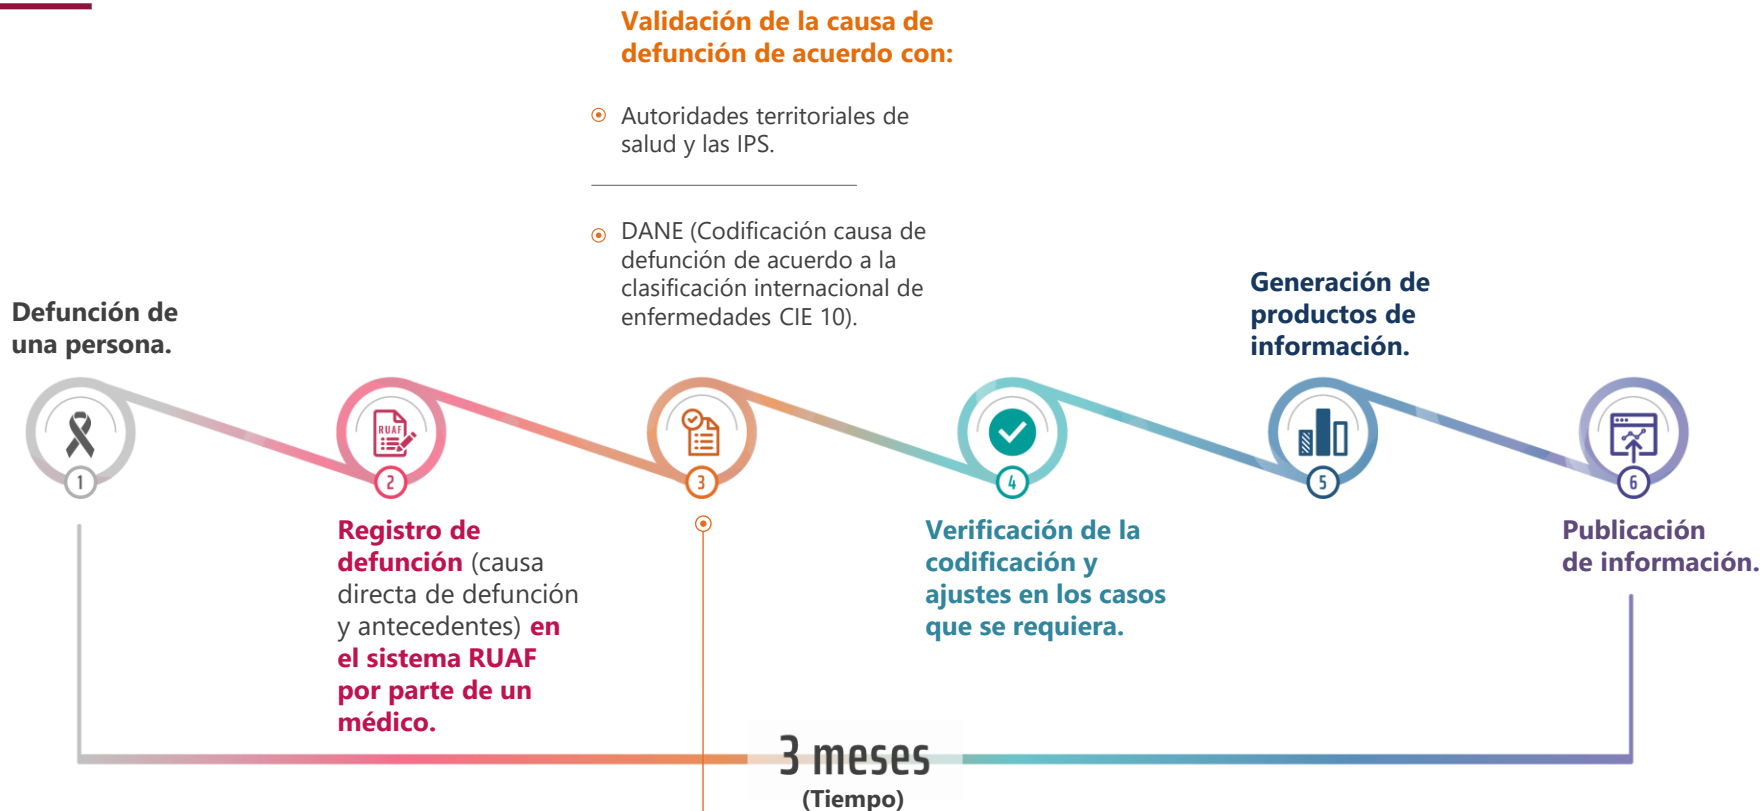 Validación de la causa de
defunción de acuerdo con:
Autoridades territoriales de
salud y las IPS.
DANE (Codificación causa de
defunción de acuerdo a la
clasificación internacional de
enfermedades CIE 10).
Defunción de
una persona.
1
RUAF
2
Registro de
defunción (causa
directa de defunción
y antecedentes) en
el sistema RUAF
por parte de un
médico.
3
4
Verificación de la
codificación y
ajustes en los casos
que se requiera.
Generación de
productos de
información.
5
6
Publicación
de información.
3 meses
(Tiempo)